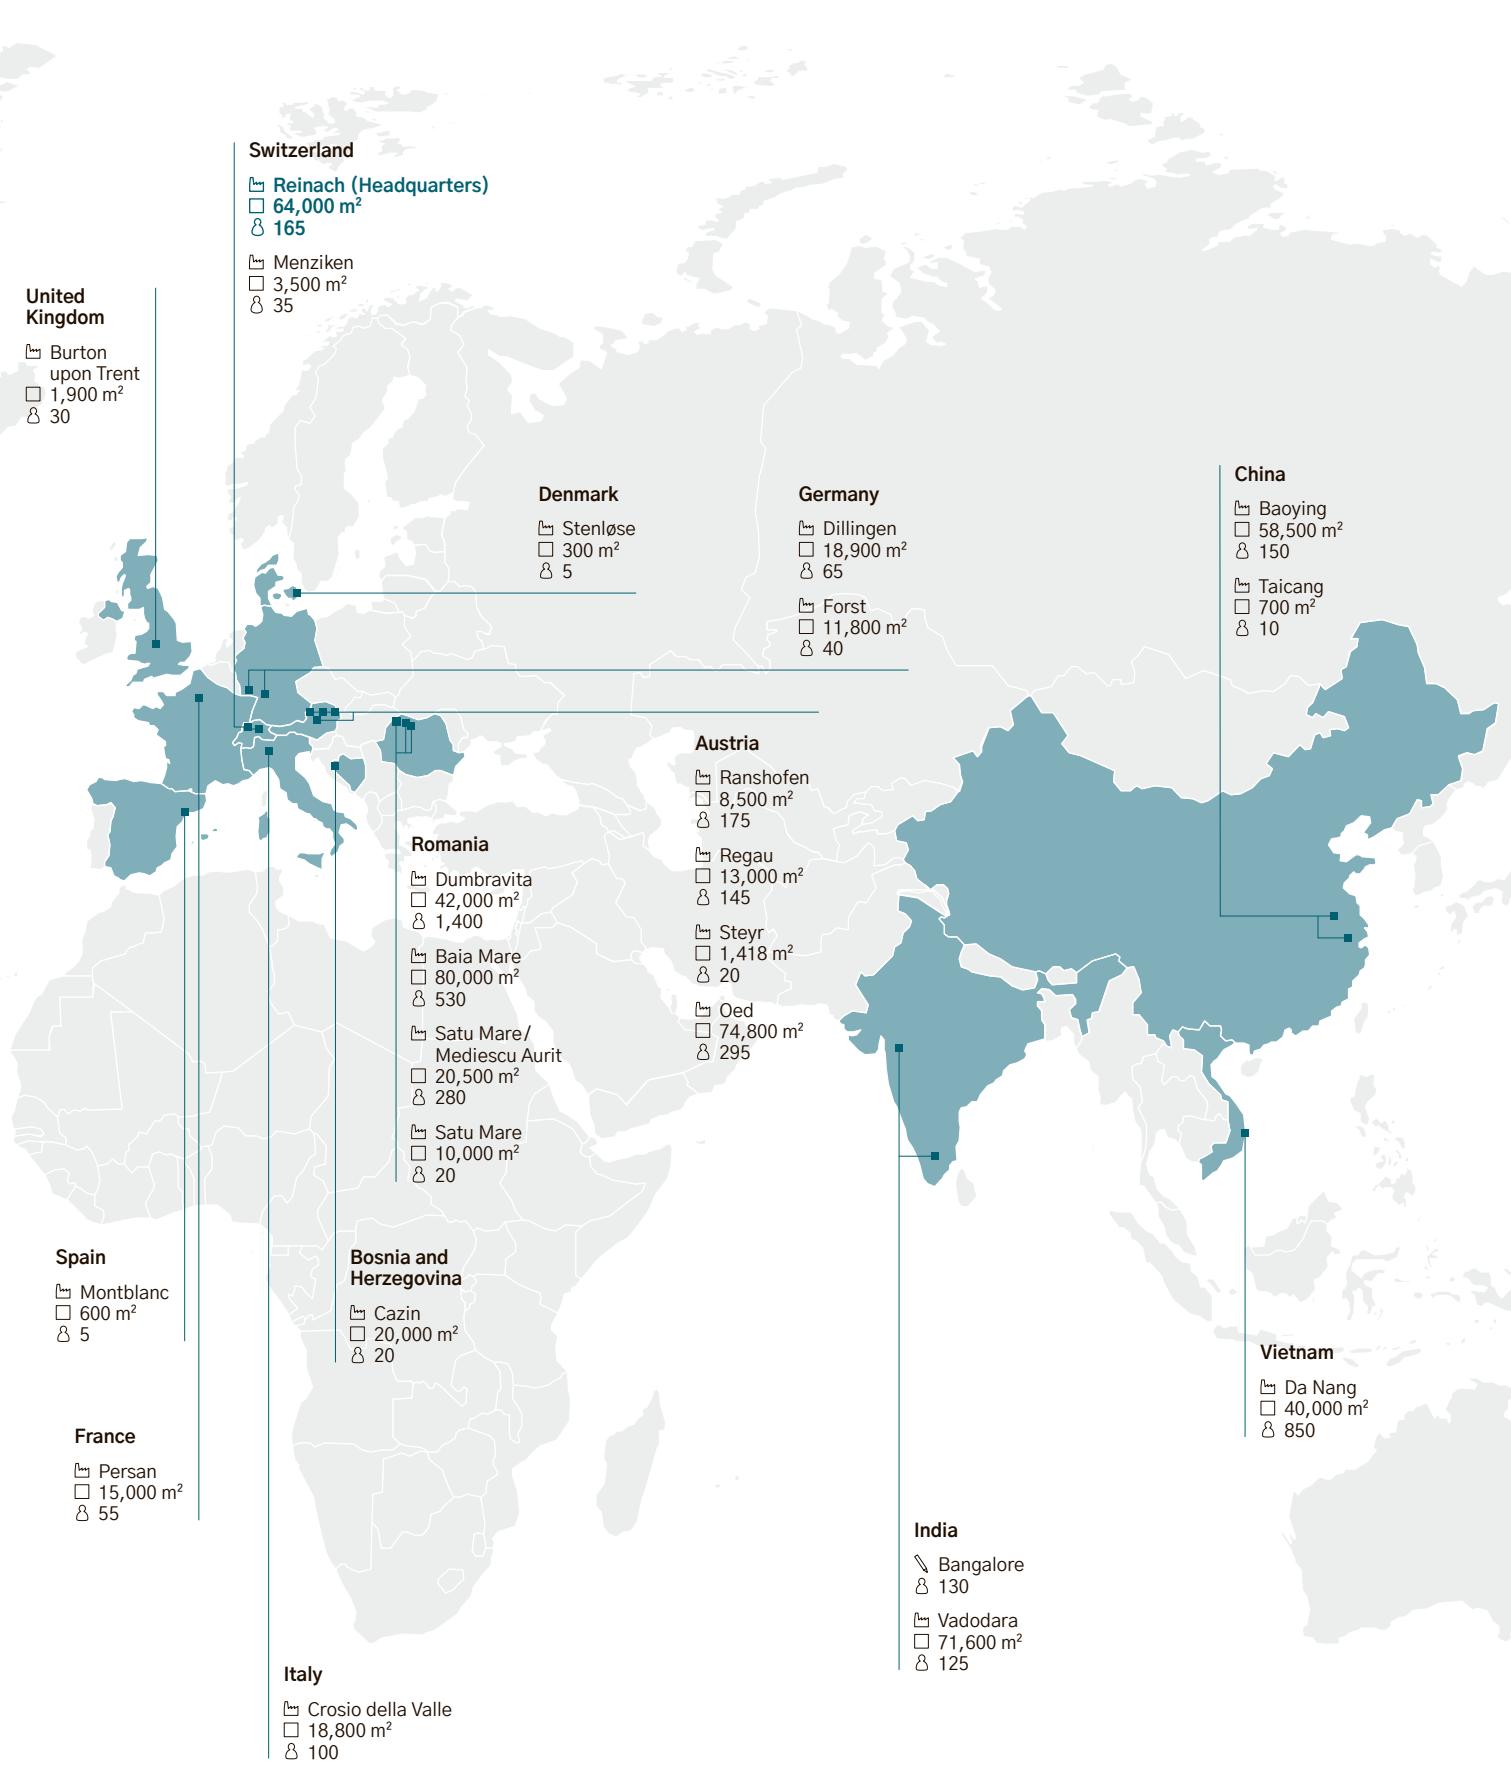 Switzerland
Reinach (Headquarters)
64,000 m²
165
Menziken
3,500 m²
35
United
Kingdom
Burton
upon Trent
1,900 m²
30
Denmark
Stenløse
300 m²
5
Germany
Dillingen
18,900 m²
65
Forst
11,800 m²
40
China
Baoying
58,500 m²
150
Taicang
700 m²
10
Austria
Ranshofen
8,500 m²
175
Regau
13,000 m²
145
Steyr
1,418 m²
20
Oed
74,800 m²
295
Romania
Dumbravita
42,000 m²
1,400
Baia Mare
80,000 m²
530
Satu Mare/
Mediescu Aurit
20,500 m²
280
Satu Mare
10,000 m²
20
Spain
Montblanc
600 m²
5
Bosnia and
Herzegovina
Cazin
20,000 m²
20
Vietnam
Da Nang
40,000 m²
850
France
Persan
15,000 m²
55
India
Bangalore
130
Vadodara
71,600 m²
125
Italy
Crosio della Valle
18,800 m²
100